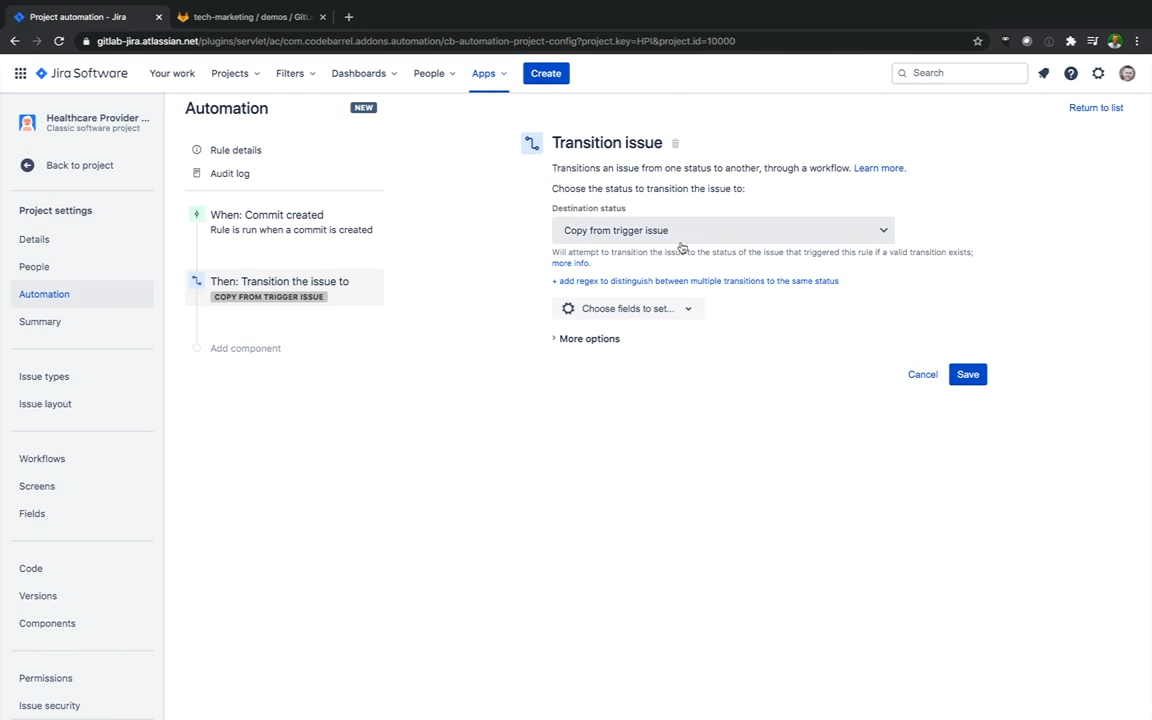 Project automation - Jira
tech-marketing / demos / GitL
gitlab-jira.atlassian.net/plugins/servlet/ac/com.codebarrel.addons.automation/cb-automation-project-config?project.key=HPI&project.id=10000
Jira Software
Your work
Projects
Filters
Dashboards
People
Apps
Create
Search
Healthcare Provider ...
Classic software project
Back to project
Project settings
Details
People
Automation
Summary
Issue types
Issue layout
Workflows
Screens
Fields
Code
Versions
Components
Permissions
Issue security
Automation
NEW
Return to list
Rule details
Audit log
When: Commit created
Rule is run when a commit is created
Then: Transition the issue to
COPY FROM TRIGGER ISSUE
Add component
Transition issue
Transitions an issue from one status to another, through a workflow. Learn more.
Choose the status to transition the issue to:
Destination status
Copy from trigger issue
Will attempt to transition the issue to the status of the issue that triggered this rule if a valid transition exists;
more info.
+ add regex to distinguish between multiple transitions to the same status
Choose fields to set...
More options
Cancel
Save